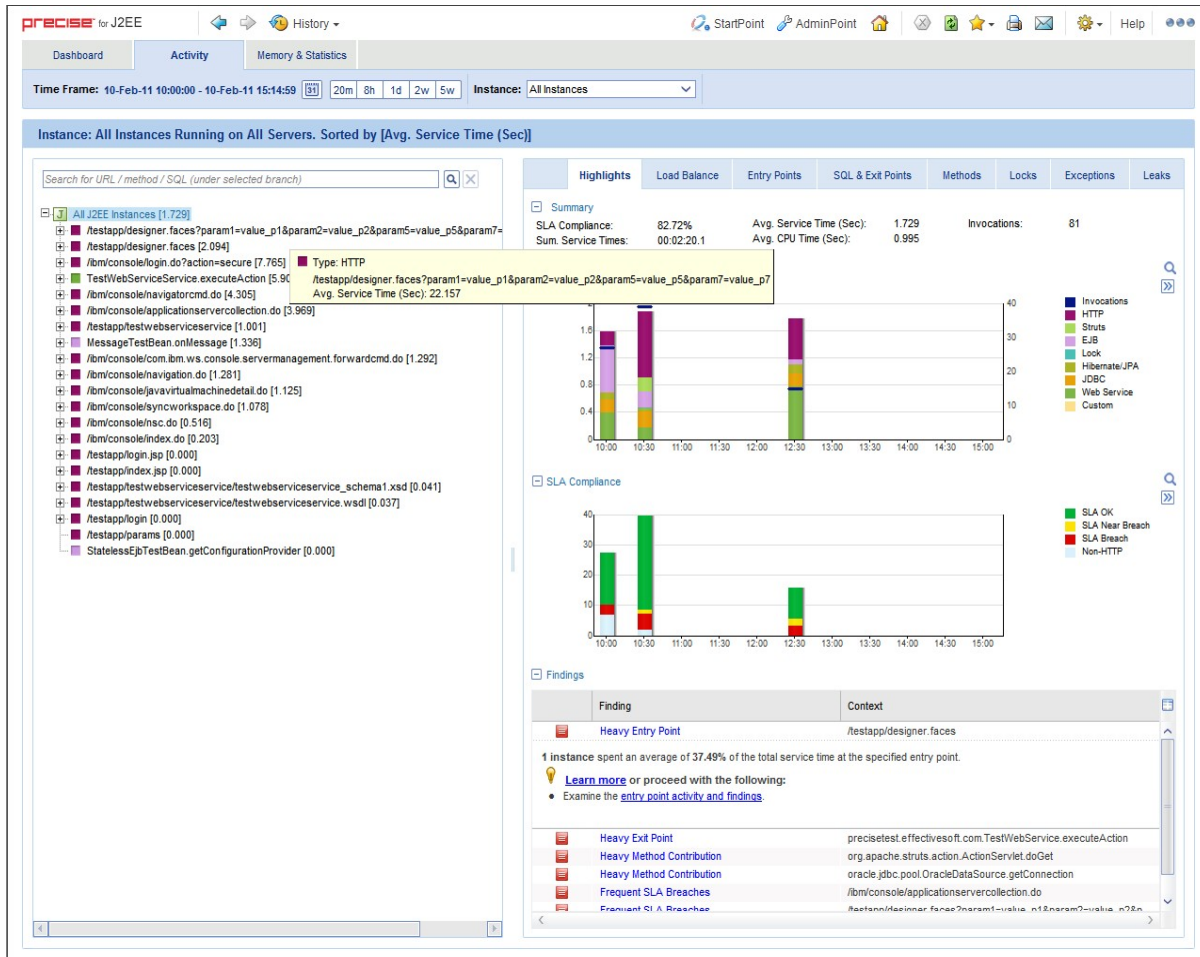 precise for J2EE
History
StartPoint
AdminPoint
Help
Dashboard
Activity
Memory & Statistics
Time Frame: 10-Feb-11 10:00:00 - 10-Feb-11 15:14:59
31
20m 8h 1d 2w 5w
Instance: All Instances
Instance: All Instances Running on All Servers. Sorted by [Avg. Service Time (Sec)]
Search for URL / method / SQL (under selected branch)
J All J2EE Instances [1.729]
/testapp/designer.faces?param1=value_p1&param2=value_p2&param5=value_p5&param7=
/testapp/designer.faces [2.094]
/ibm/console/login.do?action=secure [7.765]
TestWebServiceService.executeAction [5.90
/ibm/console/navigatorcmd.do [4.305]
/ibm/console/applicationservercollection.do [3.969]
/testapp/testwebserviceservice [1.001]
MessageTestBean.onMessage [1.336]
/ibm/console/com.ibm.ws.console.servermanagement.forwardcmd.do [1.292]
/ibm/console/navigation.do [1.281]
/ibm/console/javavirtualmachinedetail.do [1.125]
/ibm/console/syncworkspace.do [1.078]
/ibm/console/nsc.do [0.516]
/ibm/console/index.do [0.203]
/testapp/login.jsp [0.000]
/testapp/index.jsp [0.000]
/testapp/testwebserviceservice/testwebserviceservice_schema1.xsd [0.041]
/testapp/testwebserviceservice/testwebserviceservice.wsdl [0.037]
/testapp/login [0.000]
/testapp/params [0.000]
StatelessEjbTestBean.getConfigurationProvider [0.000]
Type: HTTP
/testapp/designer.faces?param1=value_p1&param2=value_p2&param5=value_p5&param7=value_p7
Avg. Service Time (Sec): 22.157
Highlights
Load Balance
Entry Points
SQL & Exit Points
Methods
Locks
Exceptions
Leaks
Summary
SLA Compliance: 82.72% Avg. Service Time (Sec): 1.729 Invocations: 81
Sum. Service Times: 00:02:20.1 Avg. CPU Time (Sec): 0.995
2
1.6
1.2
0.8
0.4
0
40
30
20
10
0
10:00 10:30 11:00 11:30 12:00 12:30 13:00 13:30 14:00 14:30 15:00
Invocations
HTTP
Struts
EJB
Lock
Hibernate/JPA
JDBC
Web Service
Custom
SLA Compliance
40
30
20
10
0
10:00 10:30 11:00 11:30 12:00 12:30 13:00 13:30 14:00 14:30 15:00
SLA OK
SLA Near Breach
SLA Breach
Non-HTTP
Findings
Finding Context
Heavy Entry Point /testapp/designer.faces
1 instance spent an average of 37.49% of the total service time at the specified entry point.
Learn more or proceed with the following:
• Examine the entry point activity and findings.
Heavy Exit Point precisetest.effectivesoft.com.TestWebService.executeAction
Heavy Method Contribution org.apache.struts.action.ActionServlet.doGet
Heavy Method Contribution oracle.jdbc.pool.OracleDataSource.getConnection
Frequent SLA Breaches /ibm/console/applicationservercollection.do
Frequent SLA Breaches /testapp/designer.faces?param1=value_p1&param2=value_p2&p